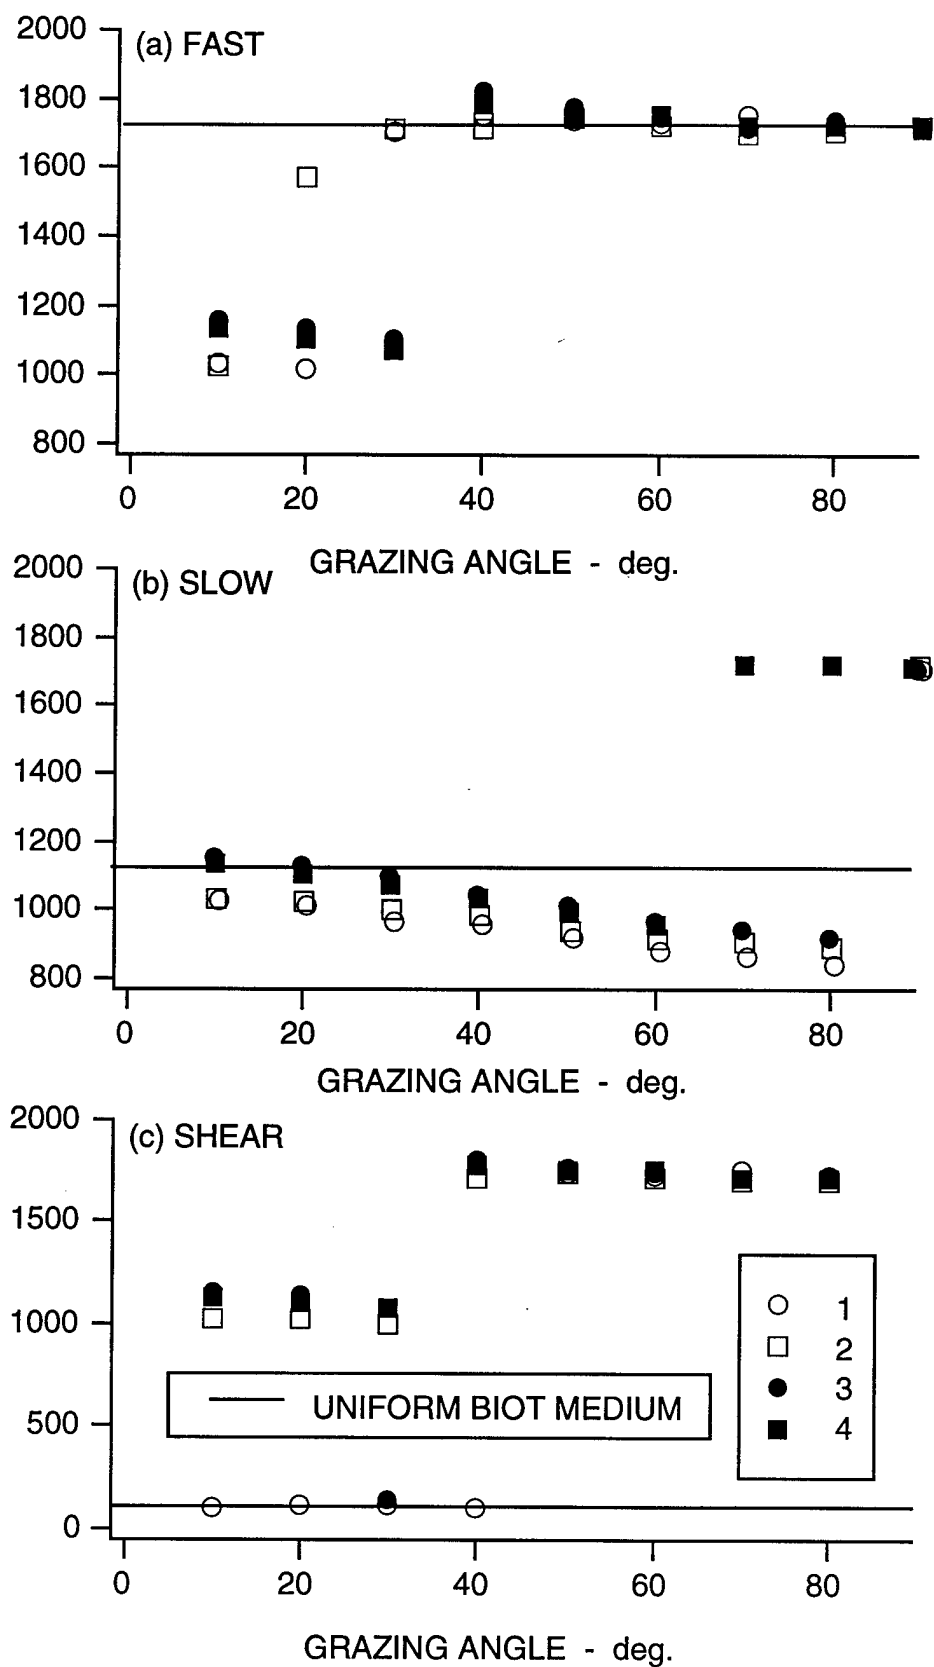 2000
(a) FAST
1800
1600
1400
1200
1000
800
0 20 40 60 80
GRAZING ANGLE - deg.
2000
(b) SLOW
1800
1600
1400
1200
1000
800
0 20 40 60 80
GRAZING ANGLE - deg.
2000
(c) SHEAR
1500
1000
500
0
1
2
3
4
UNIFORM BIOT MEDIUM
0 20 40 60 80
GRAZING ANGLE - deg.